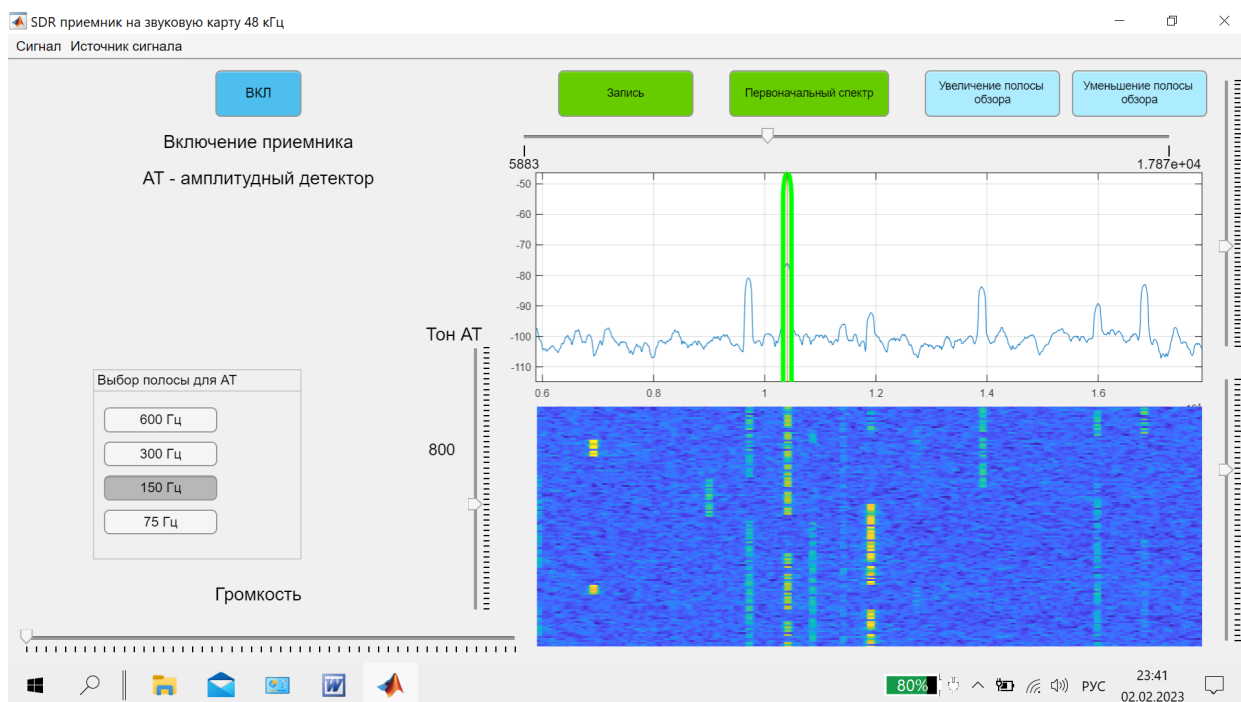 SDR приемник на звуковую карту 48 кГц
Сигнал Источник сигнала
ВКЛ
Запись
Первоначальный спектр
Увеличение полосы
обзора
Уменьшение полосы
обзора
Включение приемника
АТ - амплитудный детектор
5883
1.787e+04
-50
-60
-70
-80
-90
-100
-110
0.6
0.8
1
1.2
1.4
1.6
Тон АТ
800
Выбор полосы для АТ
600 Гц
300 Гц
150 Гц
75 Гц
Громкость
80%
РУС
23:41
02.02.2023